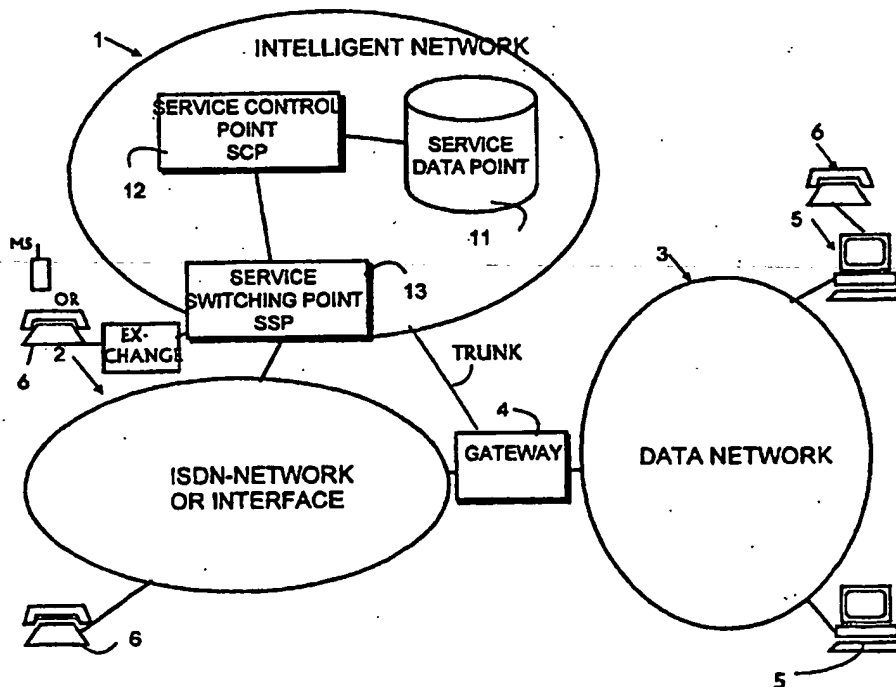 1
INTELLIGENT NETWORK
SERVICE CONTROL
POINT
SCP
12
SERVICE
DATA POINT
11
6
5
MS
OR
6
EX-
CHANGE
SERVICE
SWITCHING POINT
SSP
13
3
2
TRUNK
4
GATEWAY
ISDN-NETWORK
OR INTERFACE
DATA NETWORK
6
5